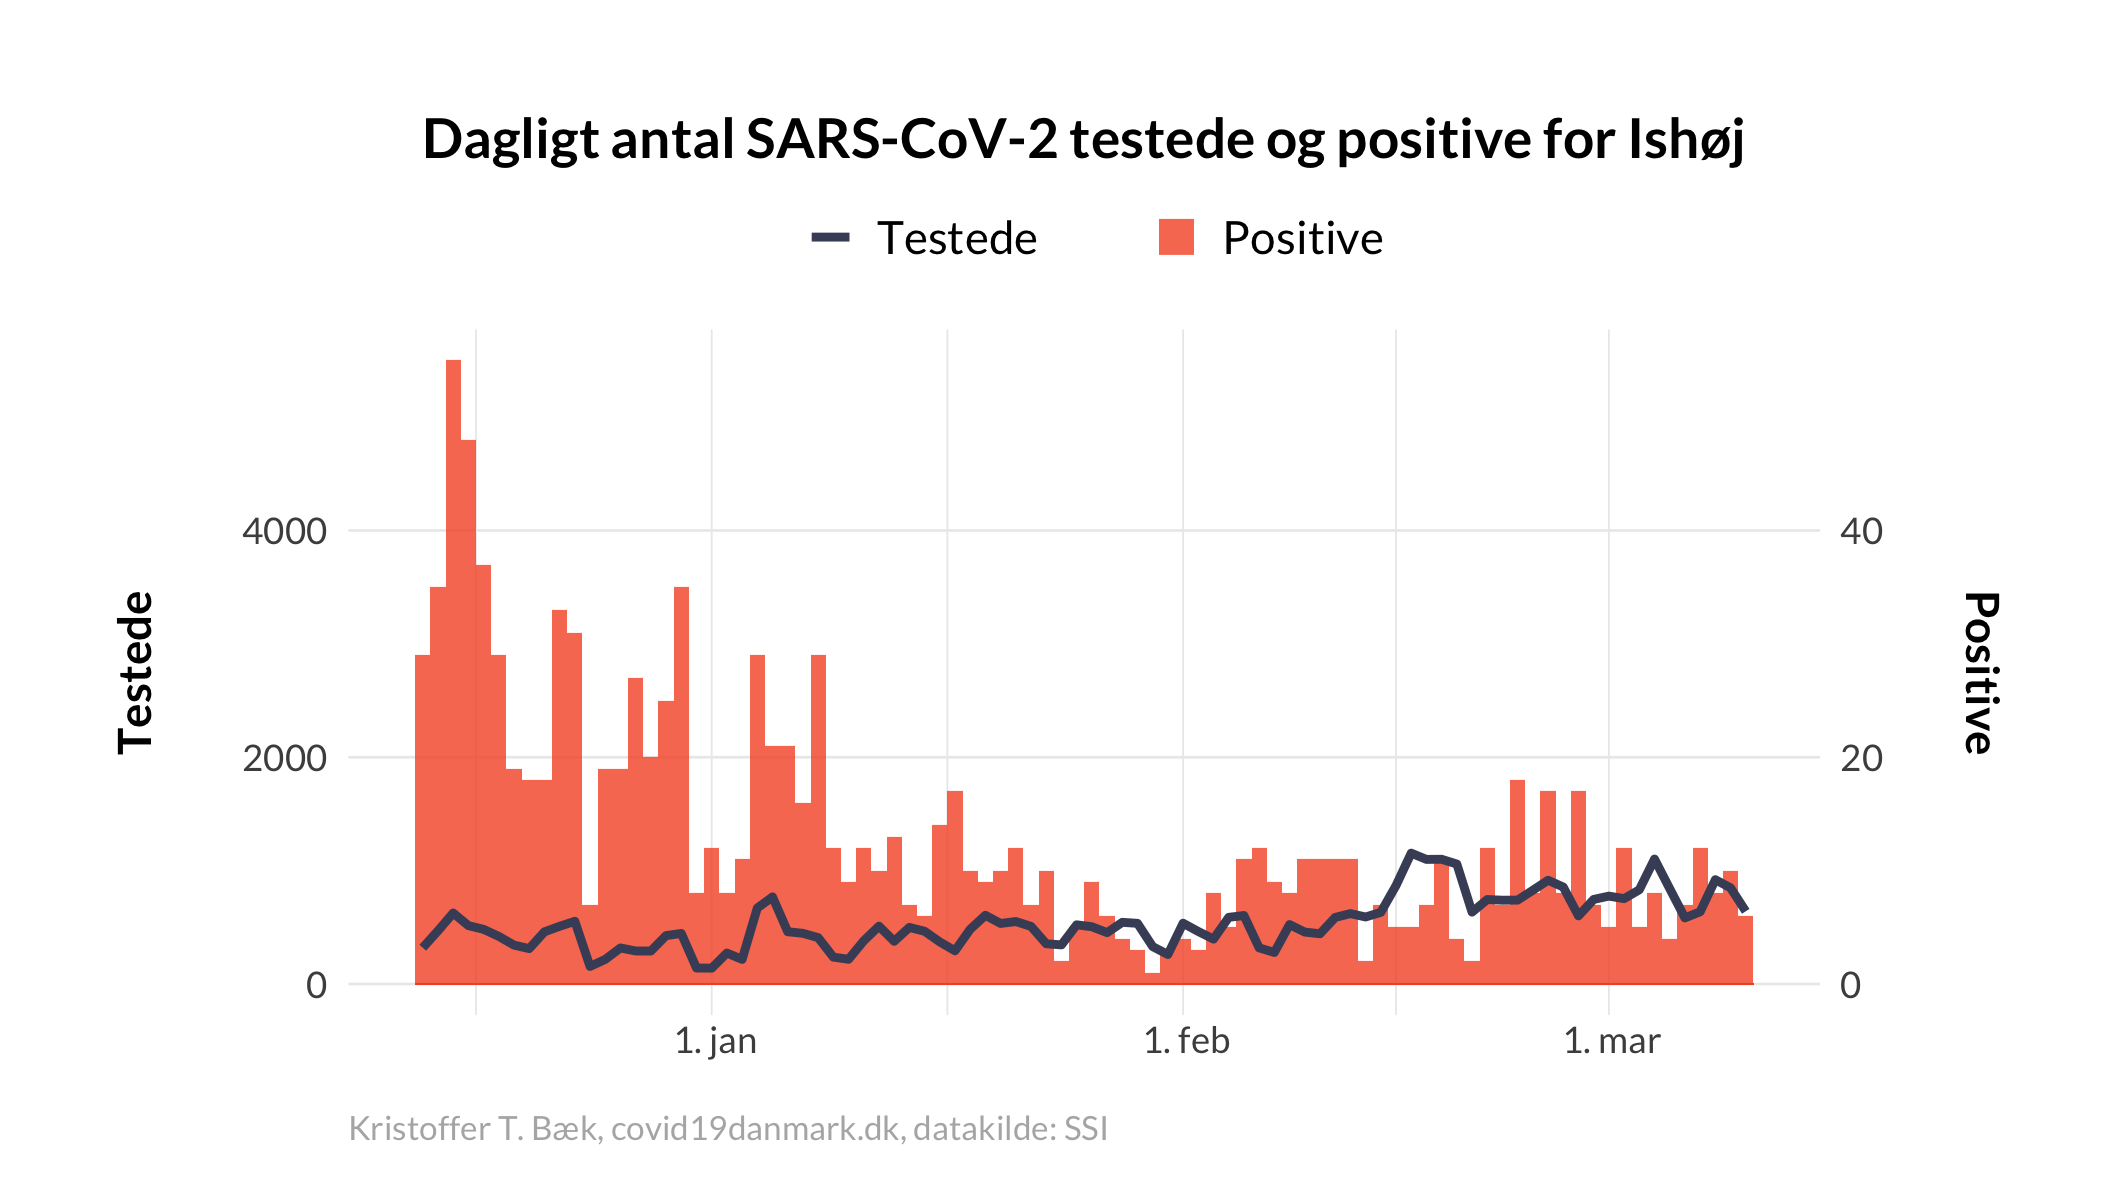 Dagligt antal SARS-CoV-2 testede og positive for Ishøj
Testede
Positive
4000
2000
0
Testede
40
20
0
Positive
1. jan
1. feb
1. mar
Kristoffer T. Bæk, covid19danmark.dk, datakilde: SSI